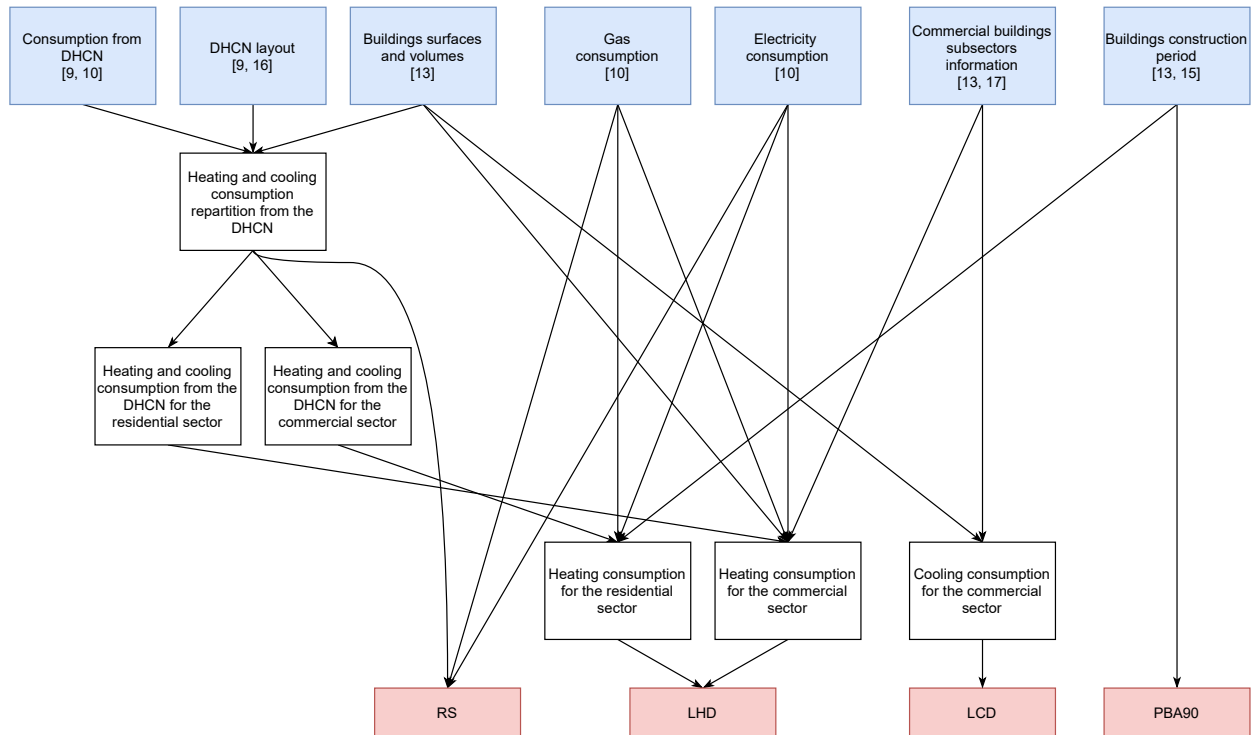 Consumption from
DHCN
[9, 10]
DHCN layout
[9, 16]
Buildings surfaces
and volumes
[13]
Gas
consumption
[10]
Electricity
consumption
[10]
Commercial buildings
subsectors
information
[13, 17]
Buildings construction
period
[13, 15]
Heating and cooling
consumption
repartition from the
DHCN
Heating and cooling
consumption from the
DHCN for the
residential sector
Heating and cooling
consumption from the
DHCN for the
commercial sector
Heating consumption
for the residential
sector
Heating consumption
for the commercial
sector
Cooling consumption
for the commercial
sector
RS
LHD
LCD
PBA90